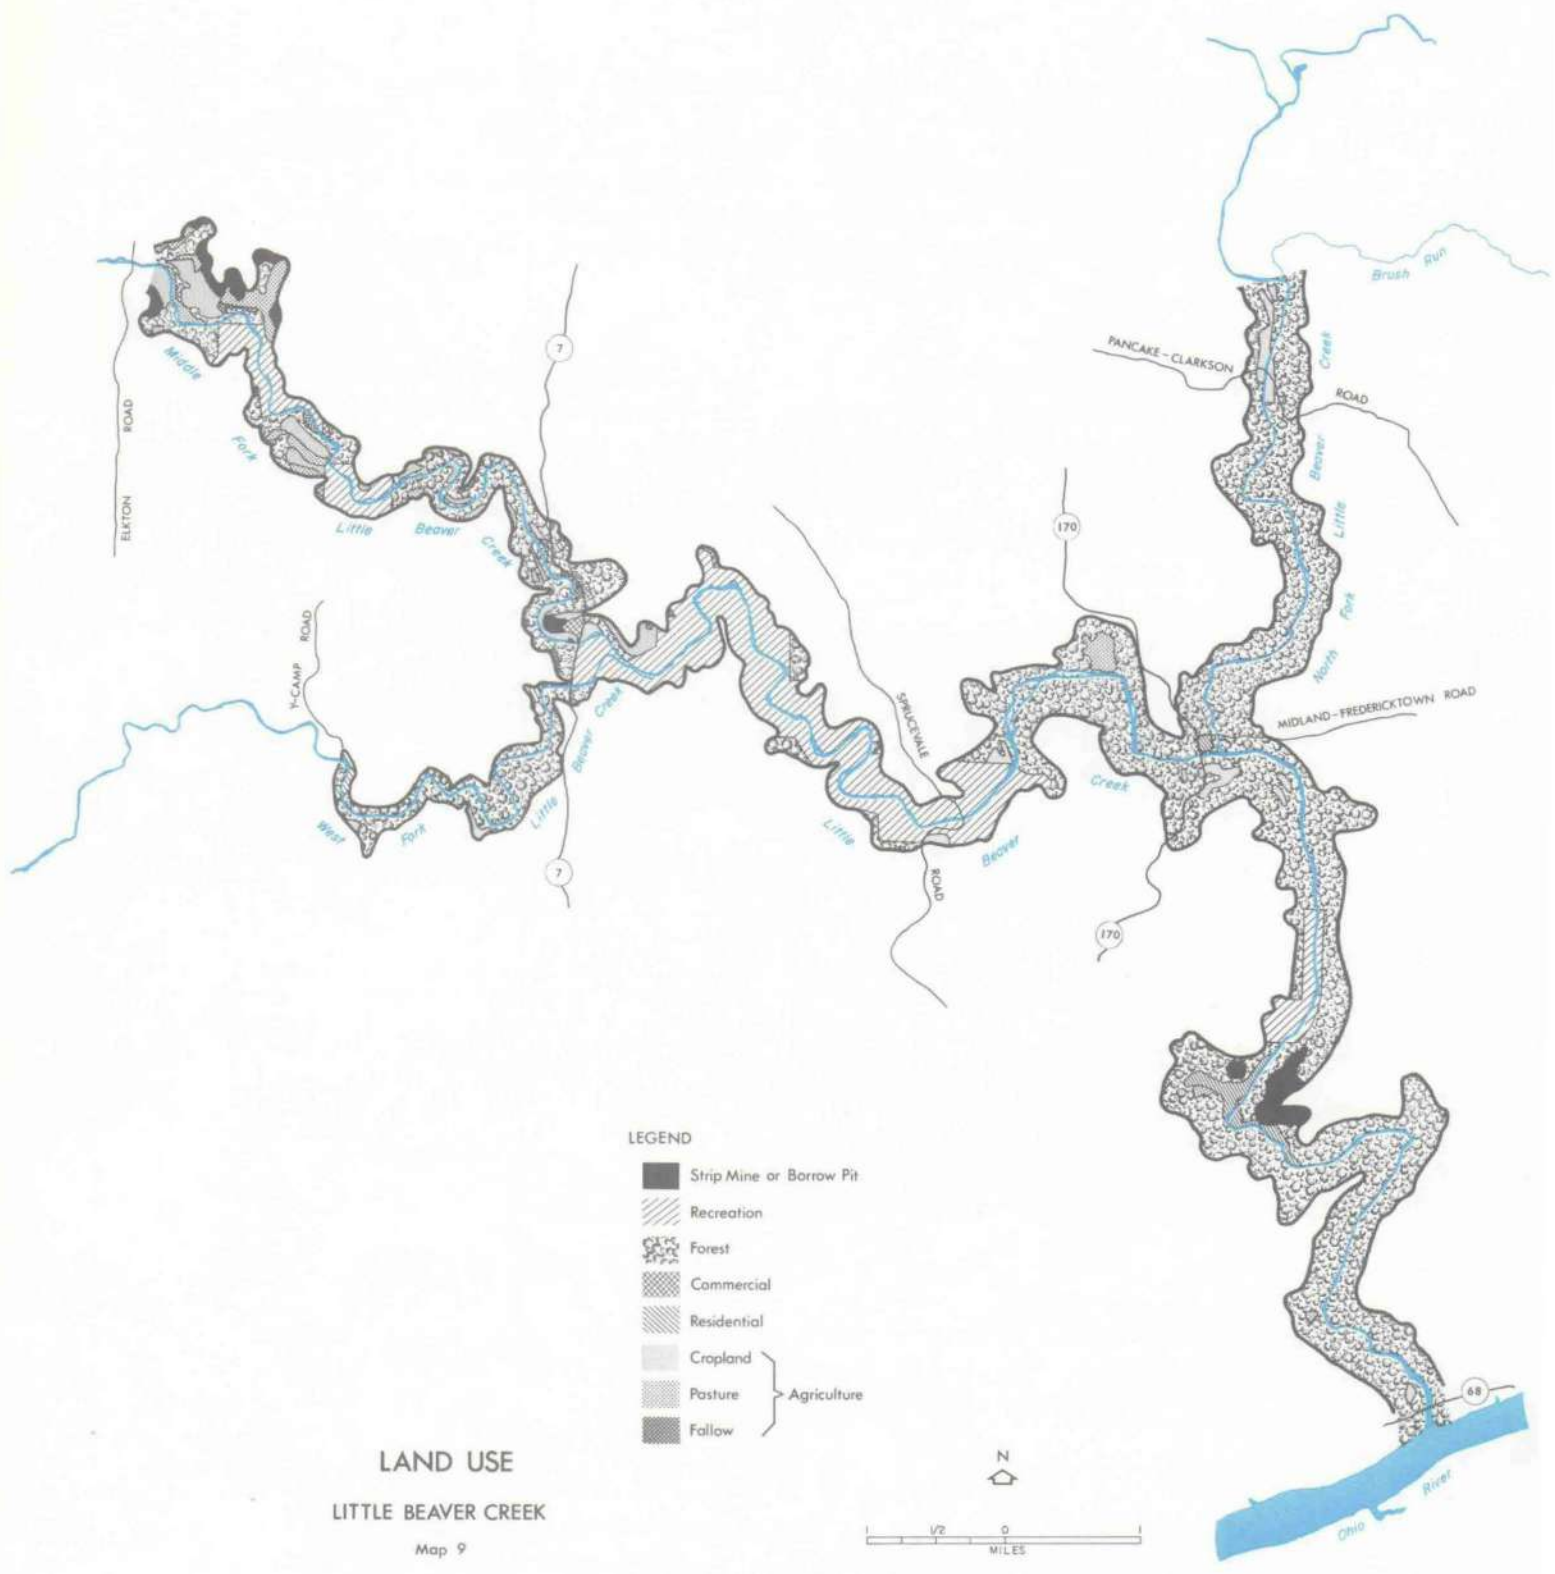 Brush Run
PANCAKE-CLARKSON
ROAD
Creek
Beaver
Little
Fork
North
7
Middle
Fork
Little
Beaver
Creek
ELKTON
ROAD
170
Y-CAMP
ROAD
SPRUCEVALE
ROAD
MIDLAND-FREDERICKTOWN ROAD
West
Fork
Little
Beaver
Creek
7
Little
Beaver
Creek
170
LEGEND
Strip Mine or Borrow Pit
Recreation
Forest
Commercial
Residential
Cropland
Pasture
Agriculture
Fallow
68
LAND USE
LITTLE BEAVER CREEK
Map 9
N
1 1/2 0 1
MILES
Ohio River